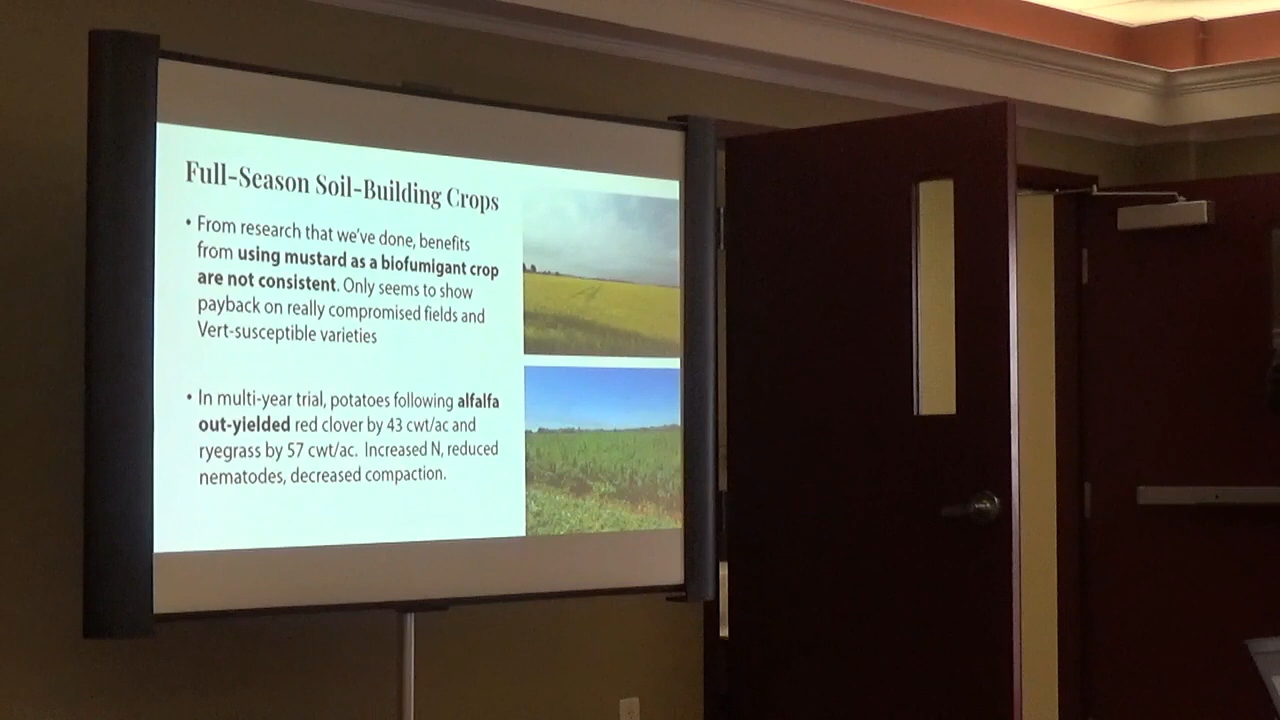 Full-Season Soil-Building Crops
• From research that we've done, benefits
from using mustard as a biofumigant crop
are not consistent. Only seems to show
payback on really compromised fields and
Vert-susceptible varieties
• In multi-year trial, potatoes following alfalfa
out-yielded red clover by 43 cwt/ac and
ryegrass by 57 cwt/ac. Increased N, reduced
nematodes, decreased compaction.